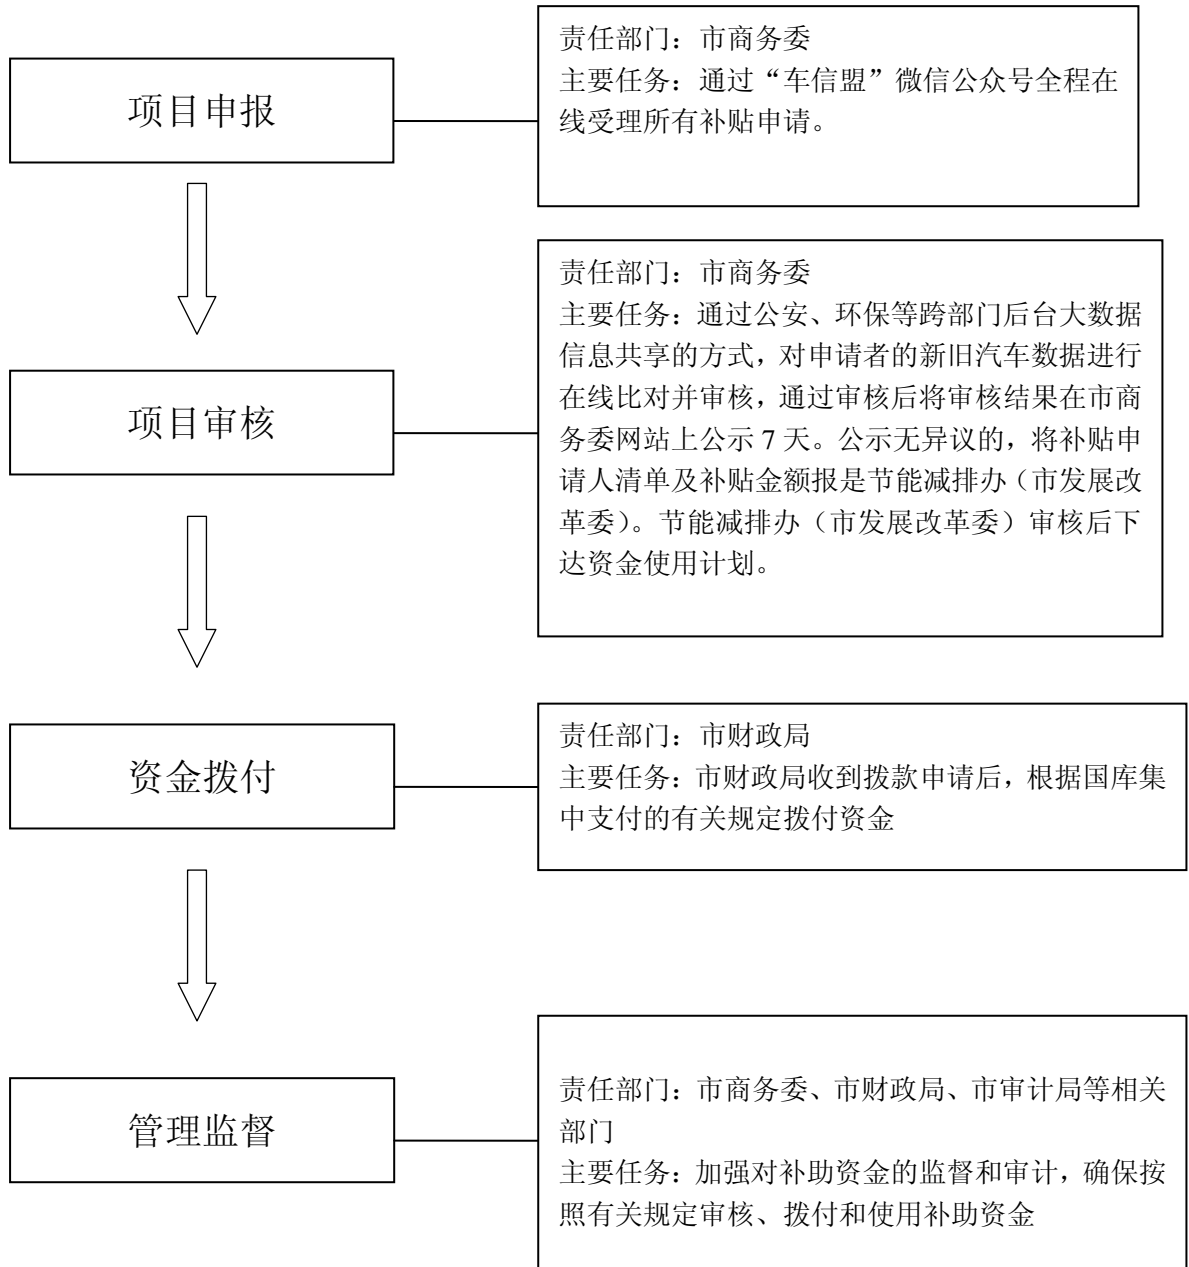 项目申报
责任部门：市商务委
主要任务：通过“车信盟”微信公众号全程在
线受理所有补贴申请。
项目审核
责任部门：市商务委
主要任务：通过公安、环保等跨部门后台大数据
信息共享的方式，对申请者的新旧汽车数据进行
在线比对并审核，通过审核后将审核结果在市商
务委网站上公示 7 天。公示无异议的，将补贴申
请人清单及补贴金额报是节能减排办（市发展改
革委）。节能减排办（市发展改革委）审核后下
达资金使用计划。
资金拨付
责任部门：市财政局
主要任务：市财政局收到拨款申请后，根据国库集
中支付的有关规定拨付资金
管理监督
责任部门：市商务委、市财政局、市审计局等相关
部门
主要任务：加强对补助资金的监督和审计，确保按
照有关规定审核、拨付和使用补助资金